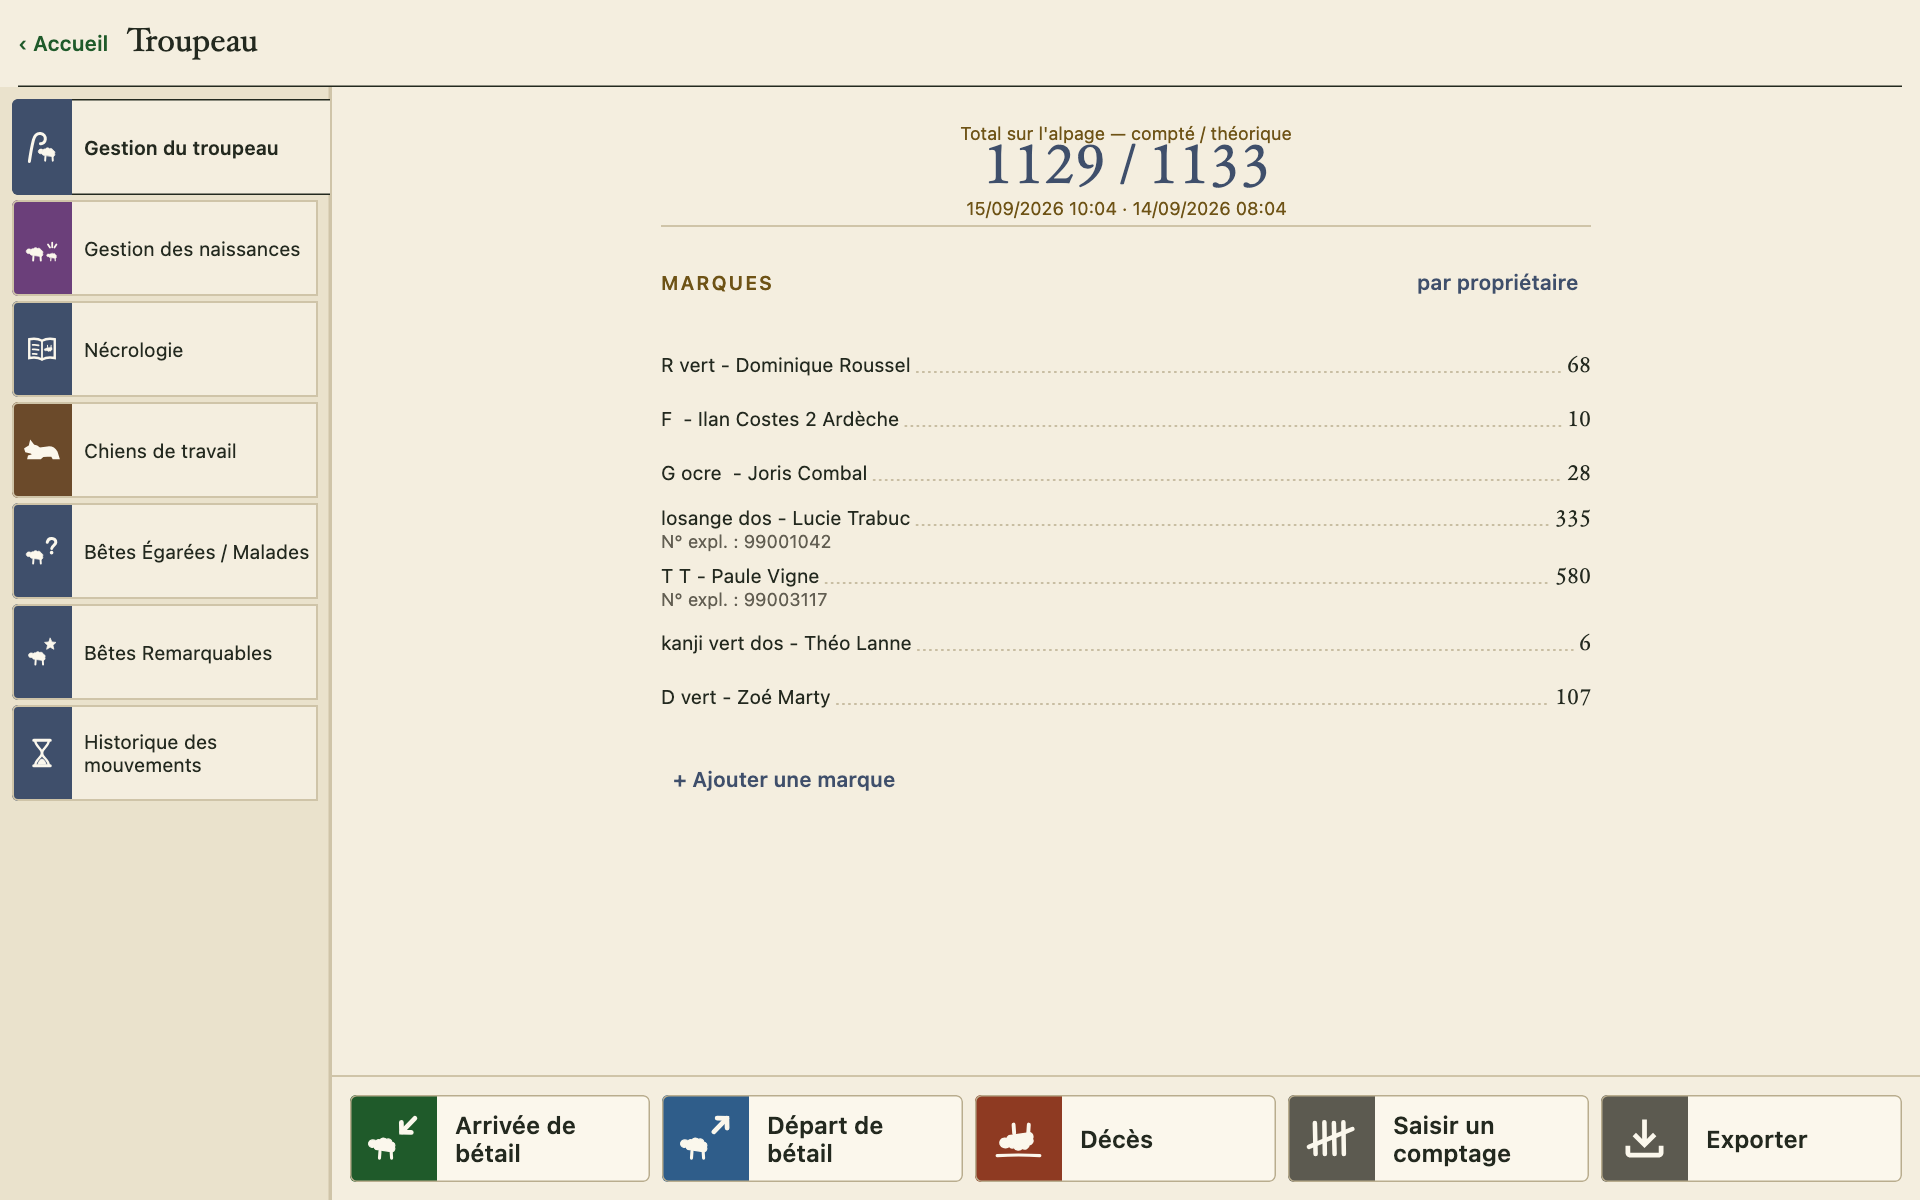 ‹ Accueil
Troupeau
Gestion du troupeau
Gestion des naissances
Nécrologie
Chiens de travail
Bêtes Égarées / Malades
Bêtes Remarquables
Historique des
mouvements
Total sur l'alpage — compté / théorique
1129 / 1133
15/09/2026 10:04 · 14/09/2026 08:04
MARQUES
par propriétaire
R vert - Dominique Roussel 68
F - Ilan Costes 2 Ardèche 10
G ocre - Joris Combal 28
losange dos - Lucie Trabuc 335
N° expl. : 99001042
T T - Paule Vigne 580
N° expl. : 99003117
kanji vert dos - Théo Lanne 6
D vert - Zoé Marty 107
+ Ajouter une marque
Arrivée de
bétail
Départ de
bétail
Décès
Saisir un
comptage
Exporter